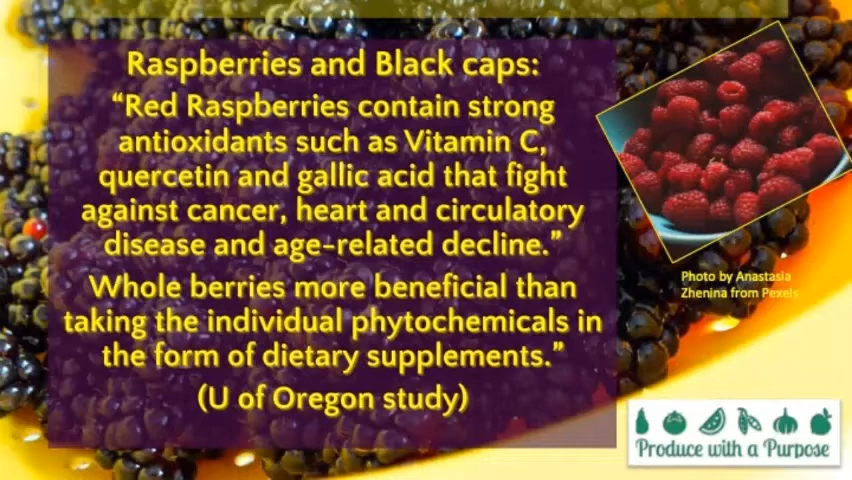 Raspberries and Black caps:
“Red Raspberries contain strong
antioxidants such as Vitamin C,
quercetin and gallic acid that fight
against cancer, heart and circulatory
disease and age-related decline.”
Whole berries more beneficial than
taking the individual phytochemicals in
the form of dietary supplements.”
(U of Oregon study)
Photo by Anastasia
Zhenina from Pexels
Produce with a Purpose